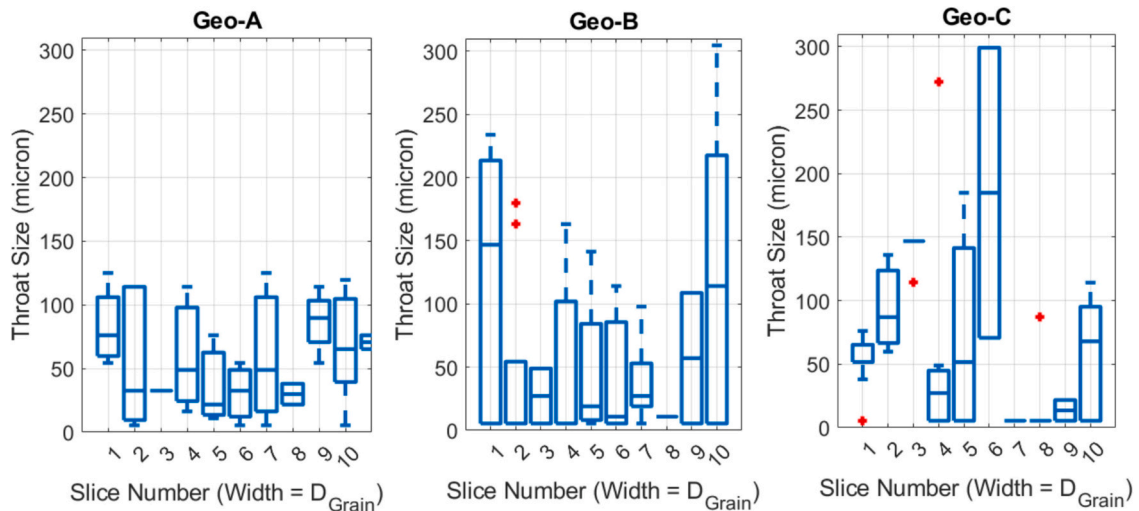 Geo-A
Throat Size (micron)
300
250
200
150
100
50
0
1 2 3 4 5 6 7 8 9 10
Slice Number (Width = D_Grain)
Geo-B
Throat Size (micron)
300
250
200
150
100
50
0
1 2 3 4 5 6 7 8 9 10
Slice Number (Width = D_Grain)
Geo-C
Throat Size (micron)
300
250
200
150
100
50
0
1 2 3 4 5 6 7 8 9 10
Slice Number (Width = D_Grain)